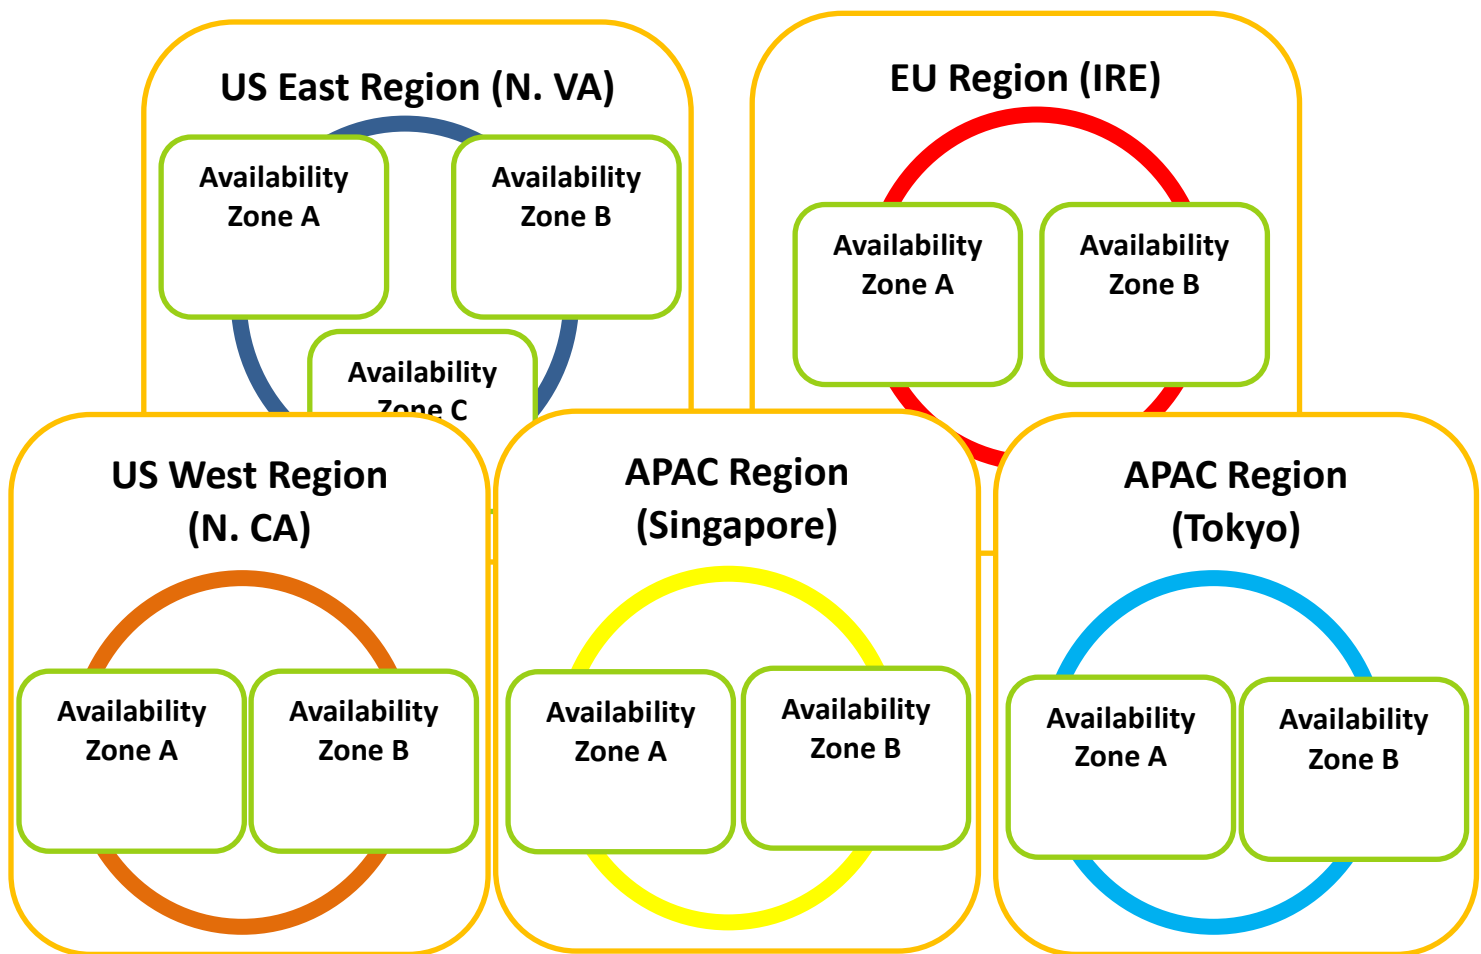 US East Region (N. VA)
Availability
Zone A
Availability
Zone B
Availability
Zone C
EU Region (IRE)
Availability
Zone A
Availability
Zone B
US West Region
(N. CA)
Availability
Zone A
Availability
Zone B
APAC Region
(Singapore)
Availability
Zone A
Availability
Zone B
APAC Region
(Tokyo)
Availability
Zone A
Availability
Zone B